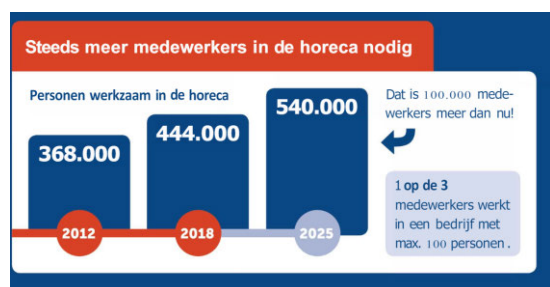 Steeds meer medewerkers in de horeca nodig
Personen werkzaam in de horeca
368.000
444.000
540.000
2012
2018
2025
Dat is 100.000 mede-
werkers meer dan nu!
1 op de 3
medewerkers werkt
in een bedrijf met
max. 100 personen.